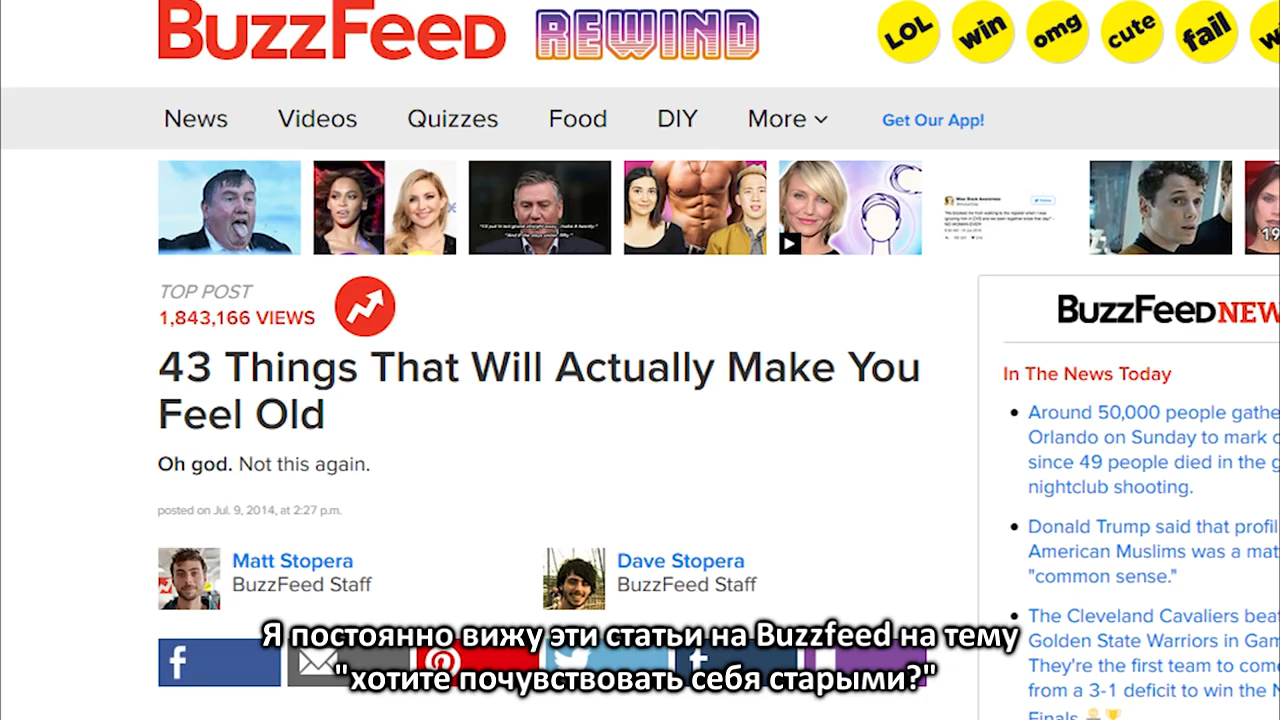 BuzzFeed REWIND
LOL win omg cute fail
News Videos Quizzes Food DIY More Get Our App!
TOP POST
1,843,166 VIEWS
43 Things That Will Actually Make You
Feel Old
Oh god. Not this again.
posted on Jul. 9, 2014, at 2:27 p.m.
Matt Stopera
BuzzFeed Staff
Dave Stopera
BuzzFeed Staff
BuzzFeed NEW
In The News Today
Around 50,000 people gathe
Orlando on Sunday to mark
since 49 people died in the
nightclub shooting.
Donald Trump said that profil
American Muslims was a mat
"common sense."
The Cleveland Cavaliers bea
Golden State Warriors in Gam
They're the first team to com
from a 3-1 deficit to win the
Finals
Я постоянно вижу эти статьи на Buzzfeed на тему
"хотите почувствовать себя старыми?"